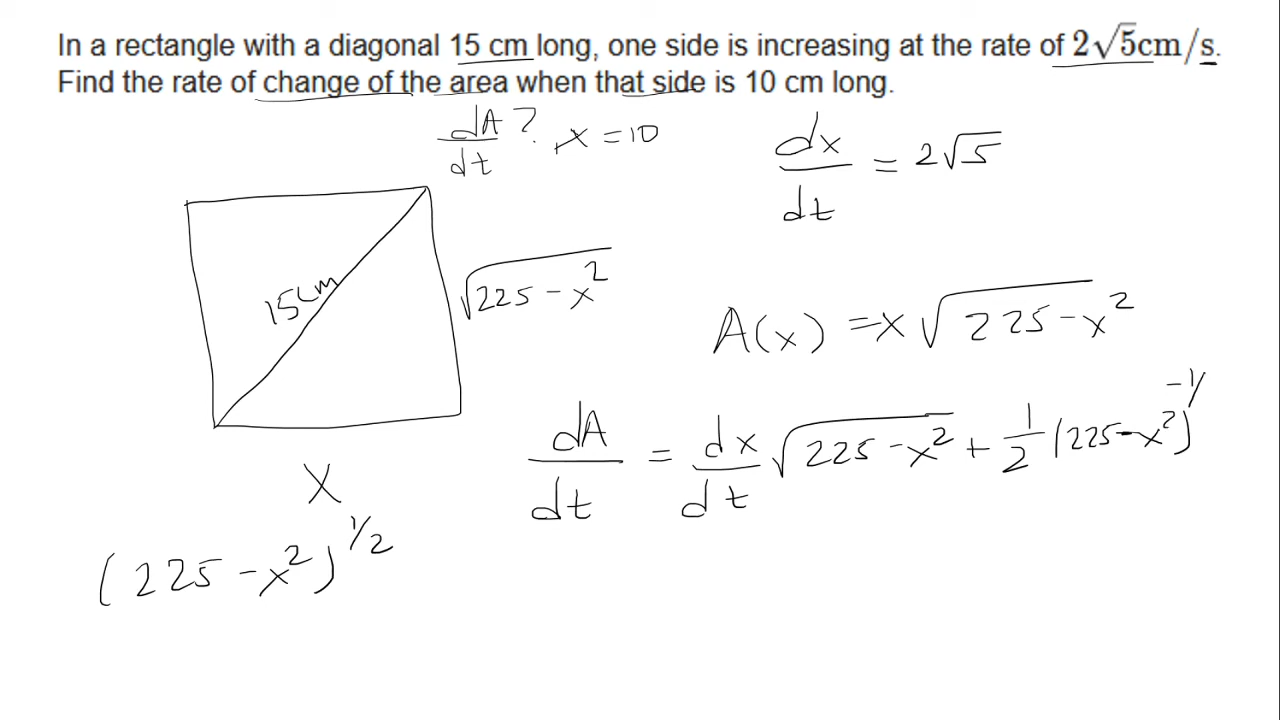 In a rectangle with a diagonal 15 cm long, one side is increasing at the rate of 2√5cm/s.
Find the rate of change of the area when that side is 10 cm long.
dA/dt ? , x = 10
dx/dt = 2√5
15cm
√(225 - x²)
A(x) = x√(225 - x²)
dA/dt = dx/dt √(225 - x²) + 1/2 (225 - x²)^-1/
x
(225 - x²)^1/2